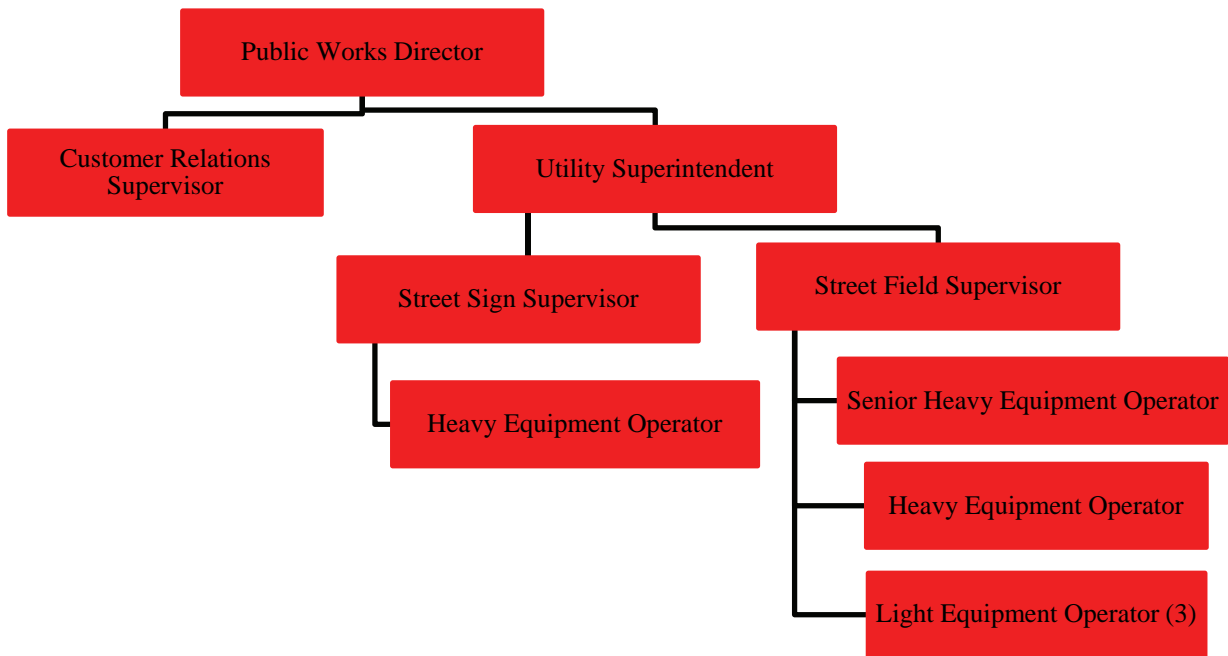 Public Works Director
Customer Relations
Supervisor
Utility Superintendent
Street Sign Supervisor
Street Field Supervisor
Heavy Equipment Operator
Senior Heavy Equipment Operator
Heavy Equipment Operator
Light Equipment Operator (3)